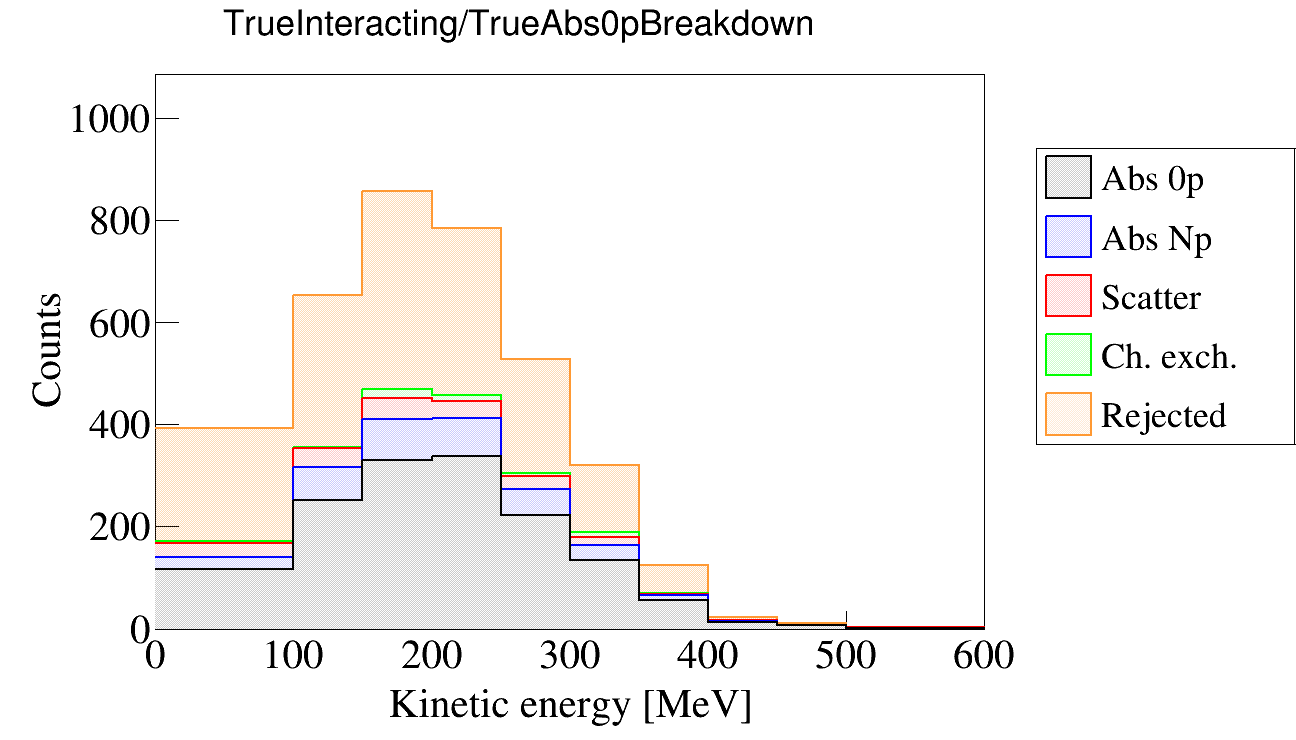 TrueInteracting/TrueAbs0pBreakdown
1000
800
600
400
200
0
Counts
0 100 200 300 400 500 600
Kinetic energy [MeV]
Abs 0p
Abs Np
Scatter
Ch. exch.
Rejected